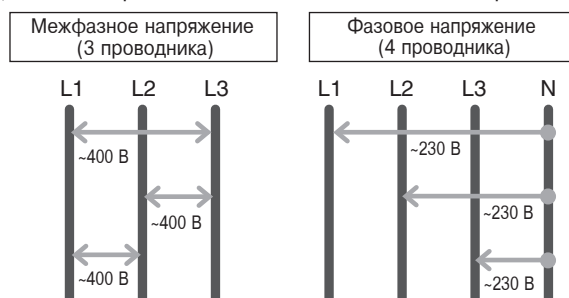 Межфазное напряжение
(3 проводника)
L1 L2 L3
~400 В
~400 В
~400 В
Фазовое напряжение
(4 проводника)
L1 L2 L3 N
~230 В
~230 В
~230 В